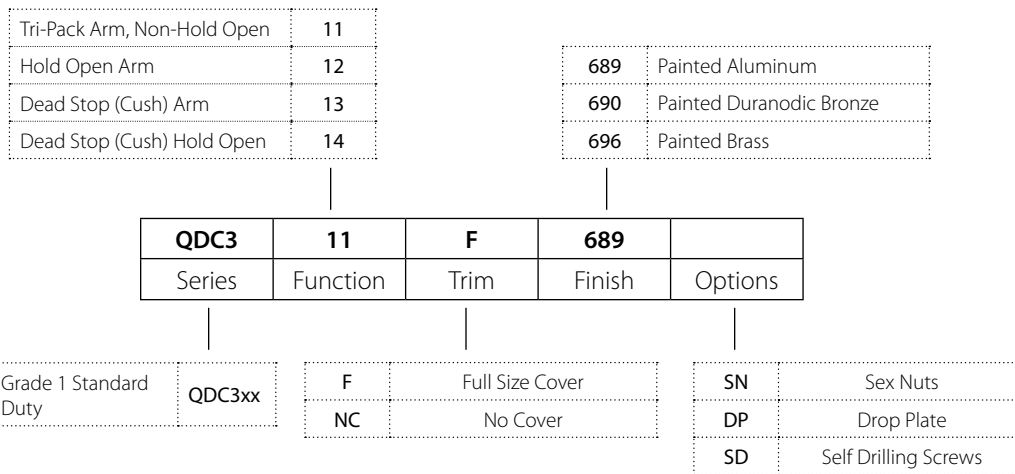 Tri-Pack Arm, Non-Hold Open 11
Hold Open Arm 12
Dead Stop (Cush) Arm 13
Dead Stop (Cush) Hold Open 14
689 Painted Aluminum
690 Painted Duranodic Bronze
696 Painted Brass
QDC3 11 F 689
Series Function Trim Finish Options
Grade 1 Standard
Duty
QDC3xx
F Full Size Cover
NC No Cover
SN Sex Nuts
DP Drop Plate
SD Self Drilling Screws